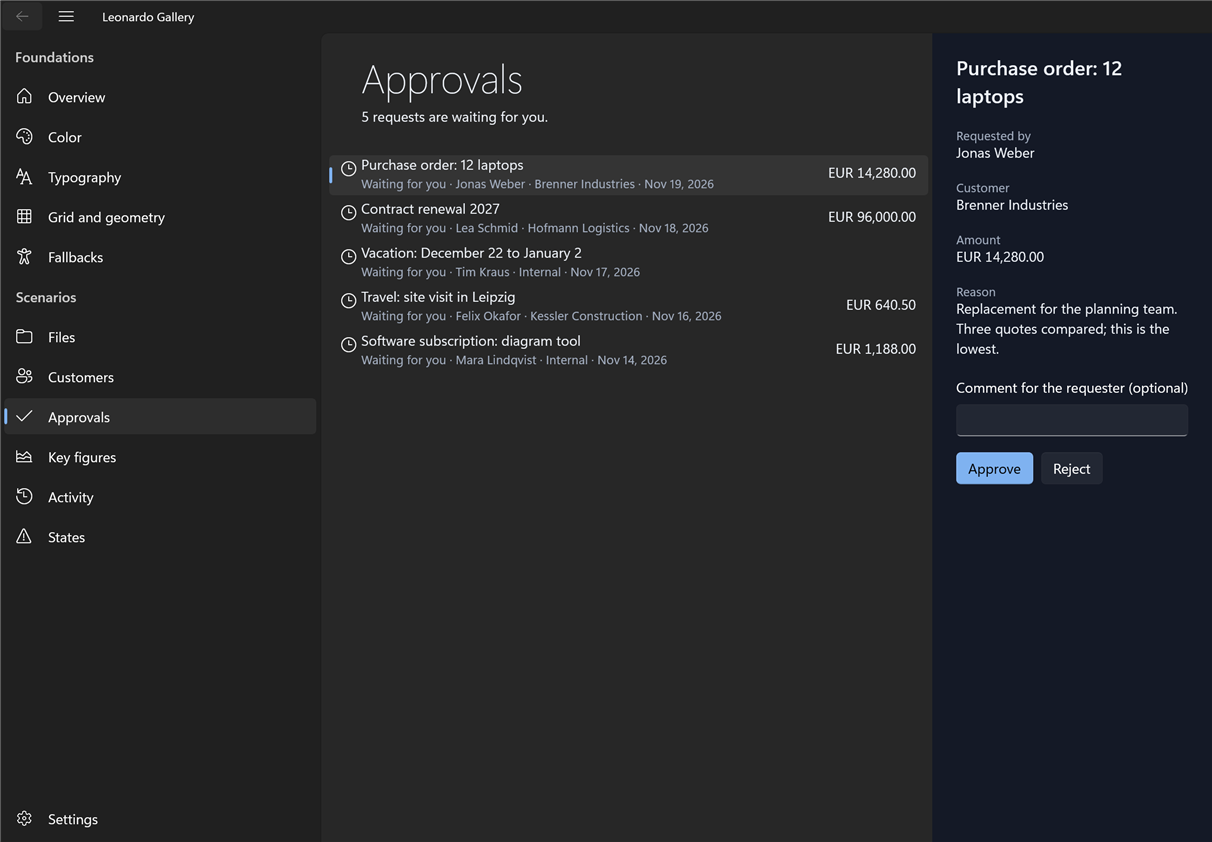 Leonardo Gallery
Foundations
Overview
Color
Typography
Grid and geometry
Fallbacks
Scenarios
Files
Customers
Approvals
Key figures
Activity
States
Settings
Approvals
5 requests are waiting for you.
Purchase order: 12 laptops
Waiting for you · Jonas Weber · Brenner Industries · Nov 19, 2026
EUR 14,280.00
Contract renewal 2027
Waiting for you · Lea Schmid · Hofmann Logistics · Nov 18, 2026
EUR 96,000.00
Vacation: December 22 to January 2
Waiting for you · Tim Kraus · Internal · Nov 17, 2026
Travel: site visit in Leipzig
Waiting for you · Felix Okafor · Kessler Construction · Nov 16, 2026
EUR 640.50
Software subscription: diagram tool
Waiting for you · Mara Lindqvist · Internal · Nov 14, 2026
EUR 1,188.00
Purchase order: 12
laptops
Requested by
Jonas Weber
Customer
Brenner Industries
Amount
EUR 14,280.00
Reason
Replacement for the planning team.
Three quotes compared; this is the
lowest.
Comment for the requester (optional)
Approve
Reject